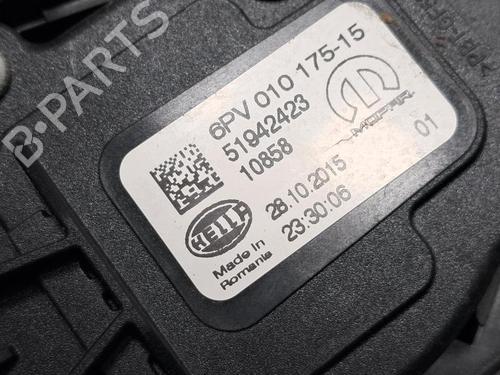 6PV 010 175-15
51942423
10858
MOPAR
HELLA
28.10.2015
23:30:06
01
Made in
Romania
B-PARTS